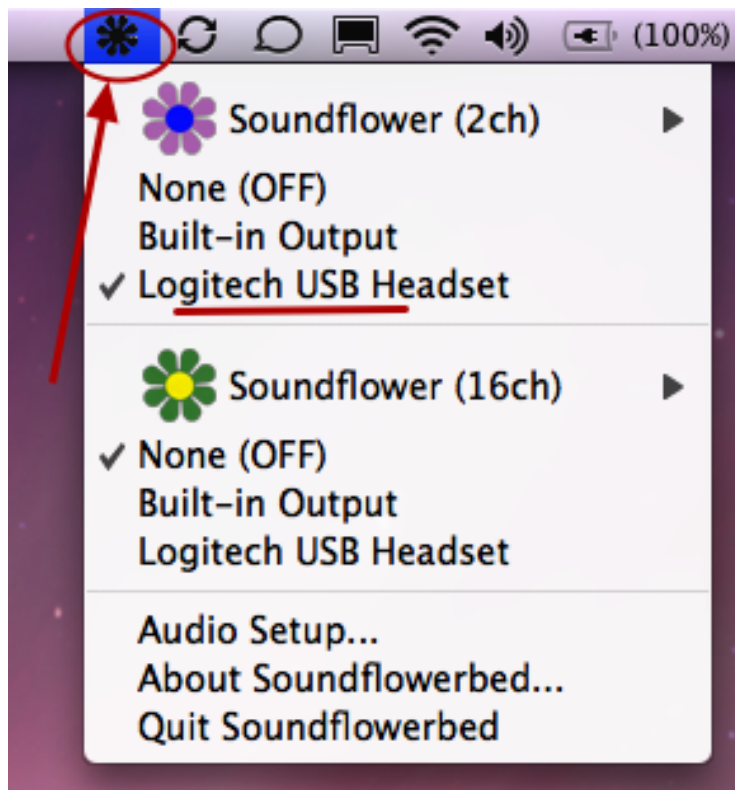 (100%)
Soundflower (2ch)
None (OFF)
Built-in Output
Logitech USB Headset
Soundflower (16ch)
None (OFF)
Built-in Output
Logitech USB Headset
Audio Setup...
About Soundflowerbed...
Quit Soundflowerbed